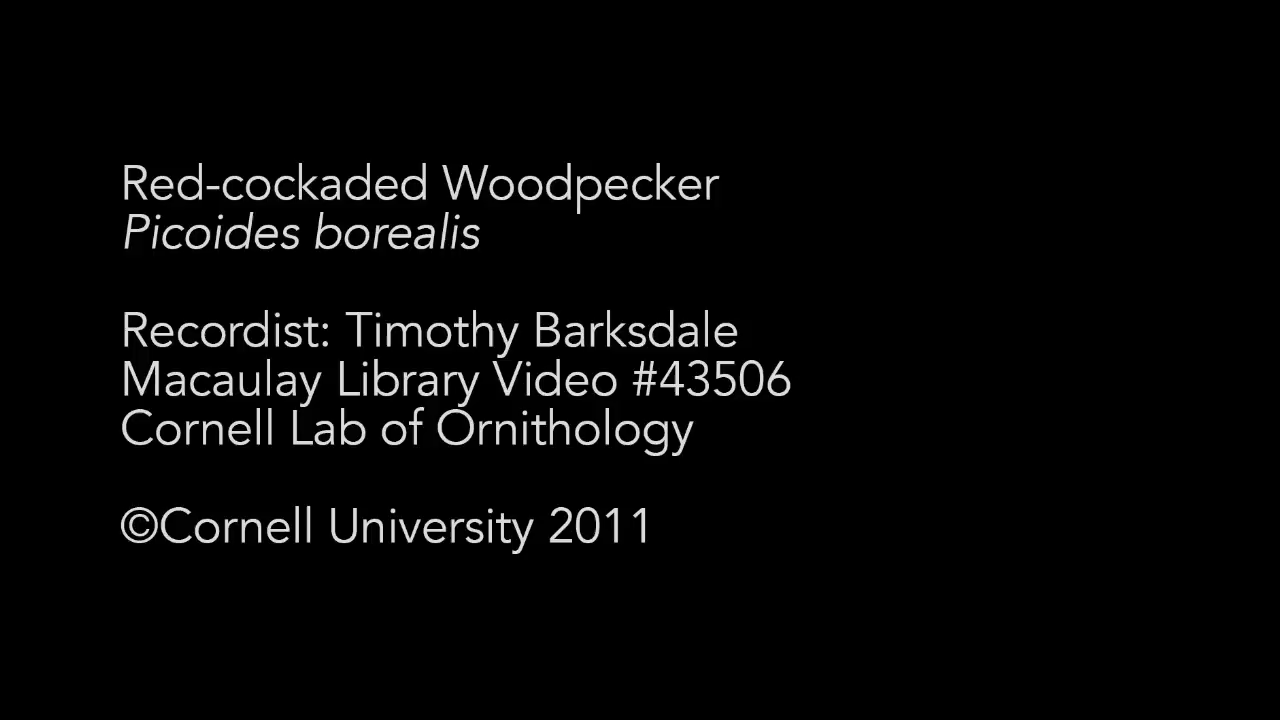 Red-cockaded Woodpecker
Picoides borealis
Recordist: Timothy Barksdale
Macaulay Library Video #43506
Cornell Lab of Ornithology
©Cornell University 2011